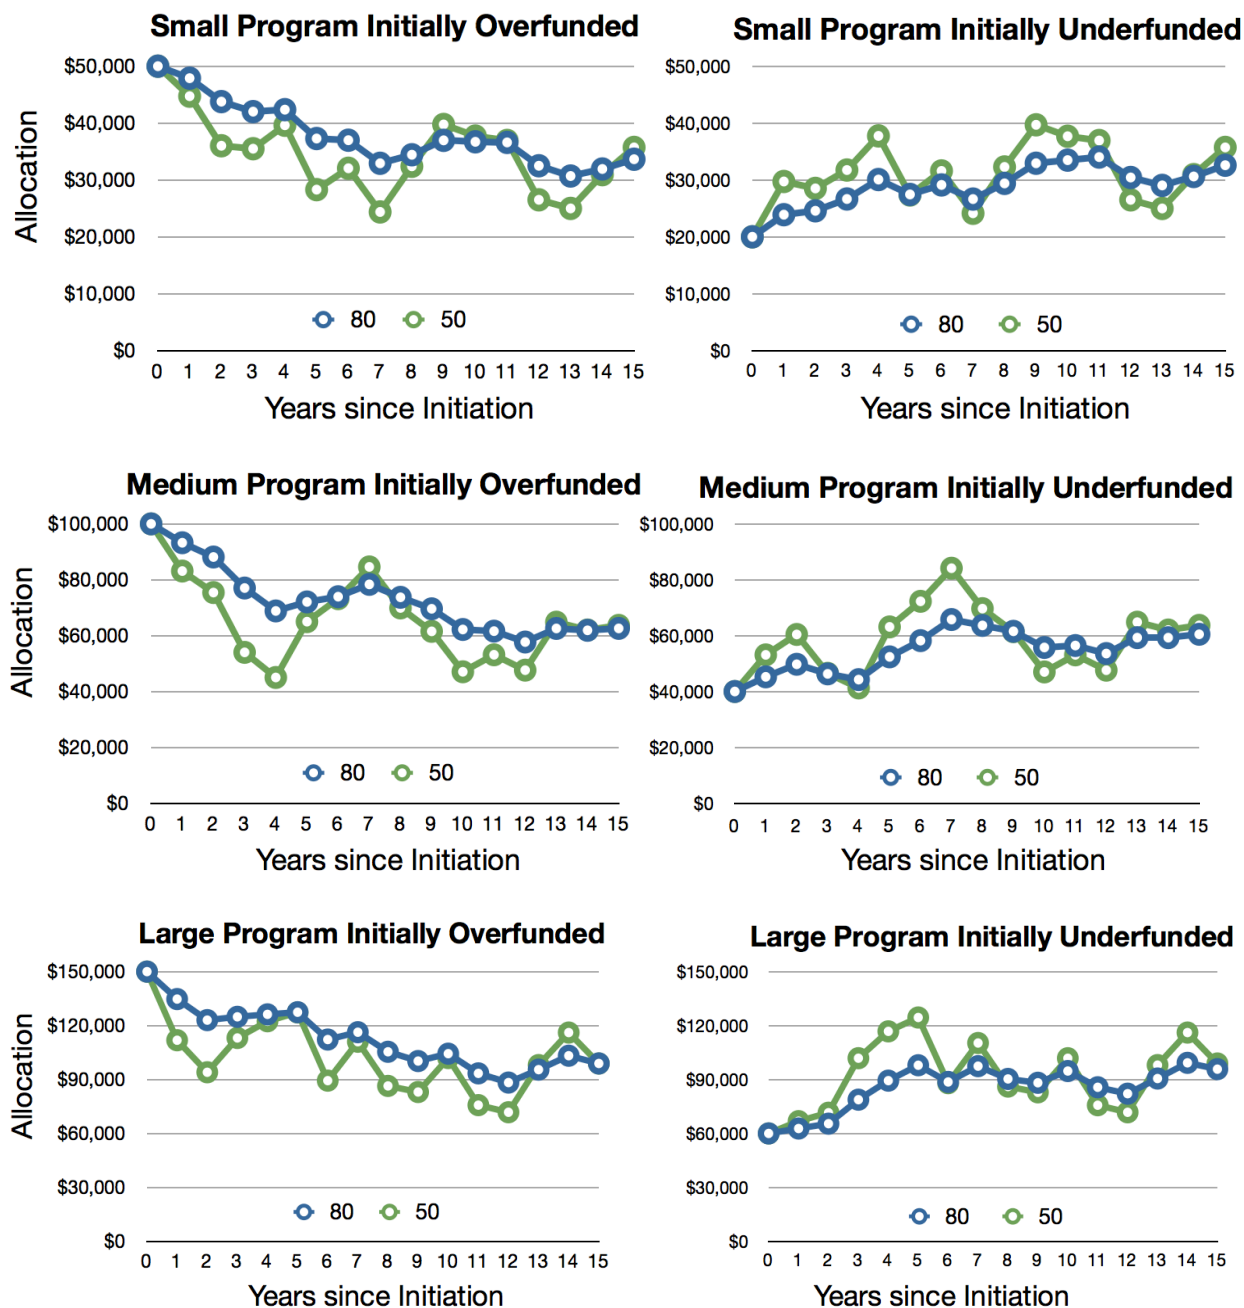 Small Program Initially Overfunded
Allocation
$50,000
$40,000
$30,000
$20,000
$10,000
$0
80 50
0 1 2 3 4 5 6 7 8 9 10 11 12 13 14 15
Years since Initiation
Small Program Initially Underfunded
$50,000
$40,000
$30,000
$20,000
$10,000
$0
80 50
0 1 2 3 4 5 6 7 8 9 10 11 12 13 14 15
Years since Initiation
Medium Program Initially Overfunded
Allocation
$100,000
$80,000
$60,000
$40,000
$20,000
$0
80 50
0 1 2 3 4 5 6 7 8 9 10 11 12 13 14 15
Years since Initiation
Medium Program Initially Underfunded
$100,000
$80,000
$60,000
$40,000
$20,000
$0
80 50
0 1 2 3 4 5 6 7 8 9 10 11 12 13 14 15
Years since Initiation
Large Program Initially Overfunded
Allocation
$150,000
$120,000
$90,000
$60,000
$30,000
$0
80 50
0 1 2 3 4 5 6 7 8 9 10 11 12 13 14 15
Years since Initiation
Large Program Initially Underfunded
$150,000
$120,000
$90,000
$60,000
$30,000
$0
80 50
0 1 2 3 4 5 6 7 8 9 10 11 12 13 14 15
Years since Initiation